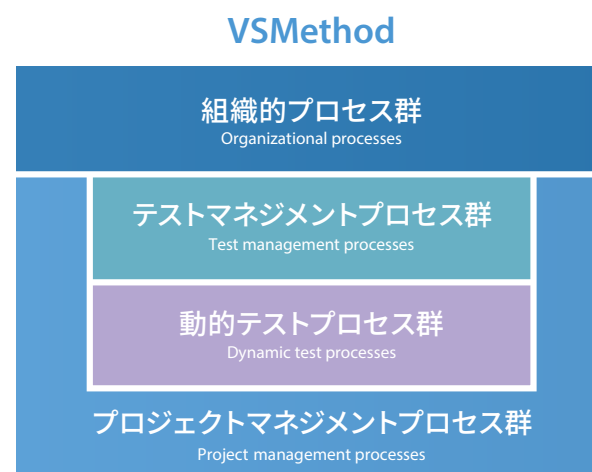 VSMethod
組織的プロセス群
Organizational processes
テストマネジメントプロセス群
Test management processes
動的テストプロセス群
Dynamic test processes
プロジェクトマネジメントプロセス群
Project management processes